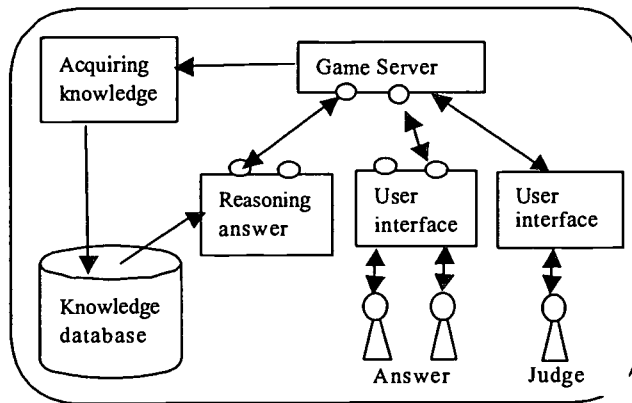 Acquiring
knowledge
Game Server
Reasoning
answer
User
interface
User
interface
Knowledge
database
Answer
Judge